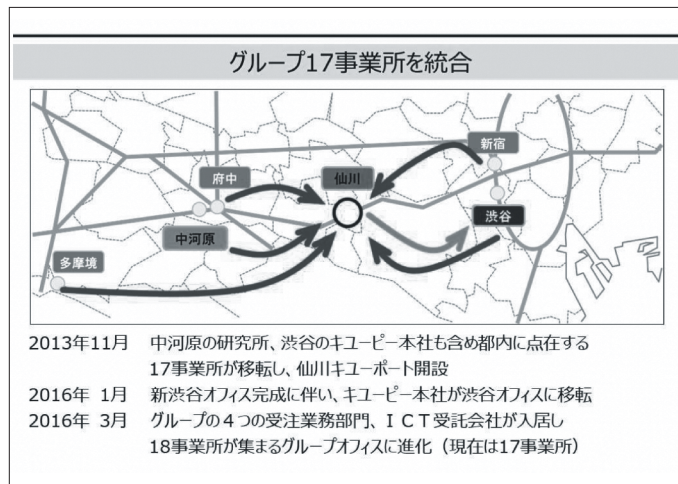 グループ17事業所を統合
新宿
府中
仙川
渋谷
中河原
多摩境
2013年11月 中河原の研究所、渋谷のキユーピー本社も含め都内に点在する
17事業所が移転し、仙川キユーポート開設
2016年 1月 新渋谷オフィス完成に伴い、キユーピー本社が渋谷オフィスに移転
2016年 3月 グループの４つの受注業務部門、ＩＣＴ受託会社が入居し
18事業所が集まるグループオフィスに進化（現在は17事業所）